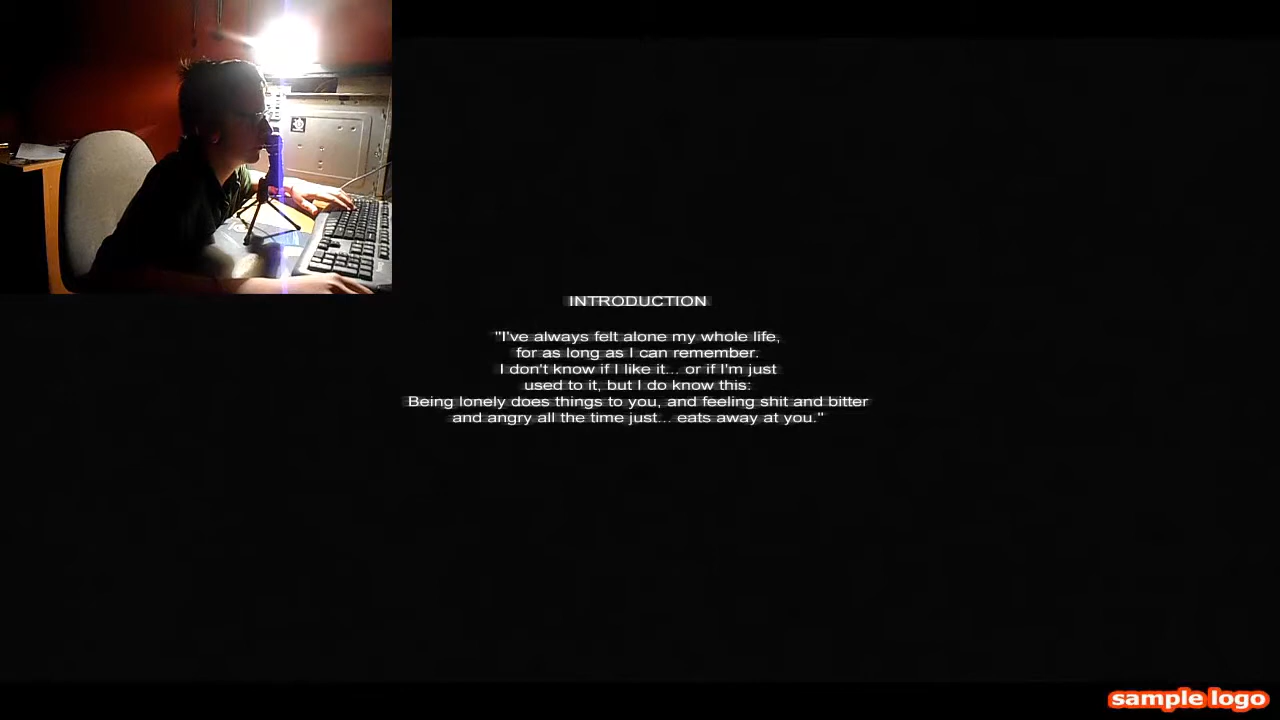 INTRODUCTION
"I've always felt alone my whole life,
for as long as I can remember.
I don't know if I like it... or if I'm just
used to it, but I do know this:
Being lonely does things to you, and feeling shit and bitter
and angry all the time just... eats away at you."
sample logo